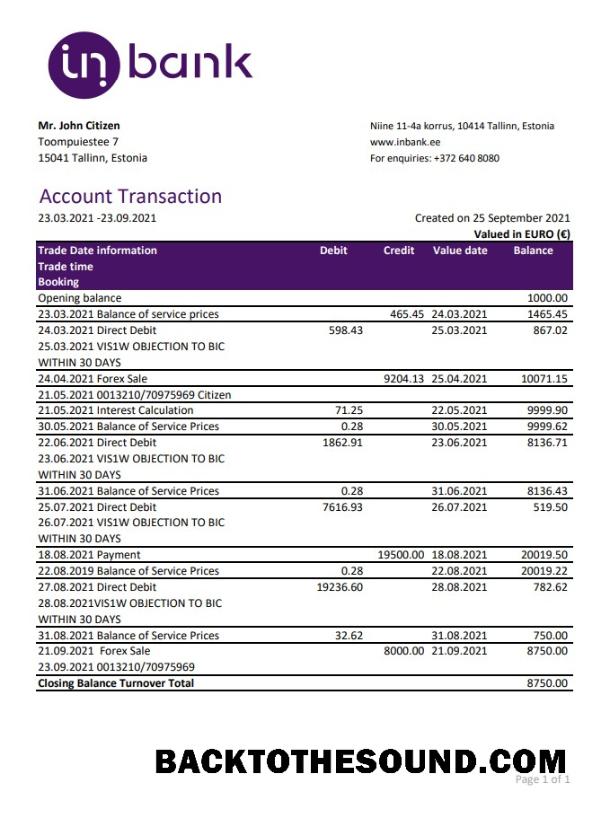 inbank
Mr. John Citizen
Toompuiestee 7
15041 Tallinn, Estonia
Niine 11-4a korrus, 10414 Tallinn, Estonia
www.inbank.ee
For enquiries: +372 640 8080
Account Transaction
23.03.2021 -23.09.2021 Created on 25 September 2021
Valued in EURO (€)
Trade Date information Debit Credit Value date Balance
Trade time
Booking
Opening balance 1000.00
23.03.2021 Balance of service prices 465.45 24.03.2021 1465.45
24.03.2021 Direct Debit 598.43 25.03.2021 867.02
25.03.2021 VIS1W OBJECTION TO BIC
WITHIN 30 DAYS
24.04.2021 Forex Sale 9204.13 25.04.2021 10071.15
21.05.2021 0013210/70975969 Citizen
21.05.2021 Interest Calculation 71.25 22.05.2021 9999.90
30.05.2021 Balance of Service Prices 0.28 30.05.2021 9999.62
22.06.2021 Direct Debit 1862.91 23.06.2021 8136.71
23.06.2021 VIS1W OBJECTION TO BIC
WITHIN 30 DAYS
31.06.2021 Balance of Service Prices 0.28 31.06.2021 8136.43
25.07.2021 Direct Debit 7616.93 26.07.2021 519.50
26.07.2021 VIS1W OBJECTION TO BIC
WITHIN 30 DAYS
18.08.2021 Payment 19500.00 18.08.2021 20019.50
22.08.2019 Balance of Service Prices 0.28 22.08.2021 20019.22
27.08.2021 Direct Debit 19236.60 28.08.2021 782.62
28.08.2021VIS1W OBJECTION TO BIC
WITHIN 30 DAYS
31.08.2021 Balance of Service Prices 32.62 31.08.2021 750.00
21.09.2021 Forex Sale 8000.00 21.09.2021 8750.00
23.09.2021 0013210/70975969
Closing Balance Turnover Total 8750.00
BACKTOTHESOUND.COM
Page 1 of 1